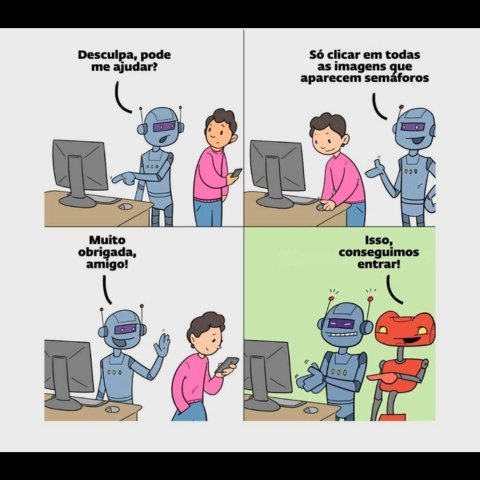 Desculpa, pode
me ajudar?
Só clicar em todas
as imagens que
aparecem semáforos
Muito
obrigada,
amigo!
Isso,
conseguimos
entrar!